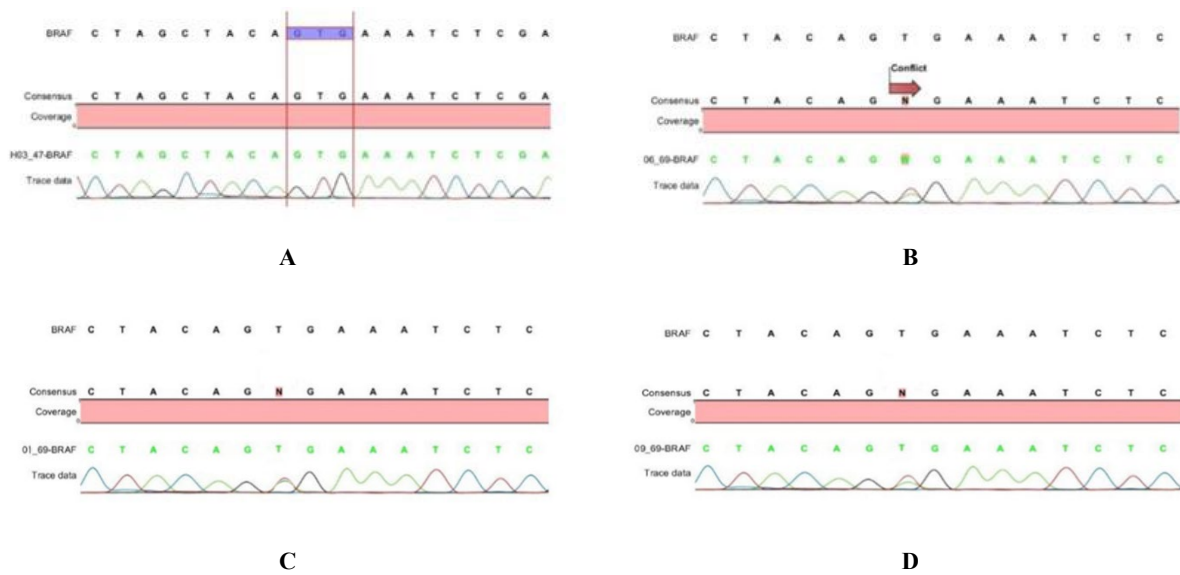 BRAF C T A G C T A C A G T G A A A T C T C G A
Consensus C T A G C T A C A G T G A A A T C T C G A
Coverage
H03_47-BRAF C T A G C T A C A G T G A A A T C T C G A
Trace data
A
BRAF C T A C A G T G A A A T C T C
Conflict
Consensus C T A C A G N G A A A T C T C
Coverage
06_69-BRAF C T A C A G W G A A A T C T C
Trace data
B
BRAF C T A C A G T G A A A T C T C
Consensus C T A C A G N G A A A T C T C
Coverage
01_69-BRAF C T A C A G T G A A A T C T C
Trace data
C
BRAF C T A C A G T G A A A T C T C
Consensus C T A C A G N G A A A T C T C
Coverage
09_69-BRAF C T A C A G T G A A A T C T C
Trace data
D